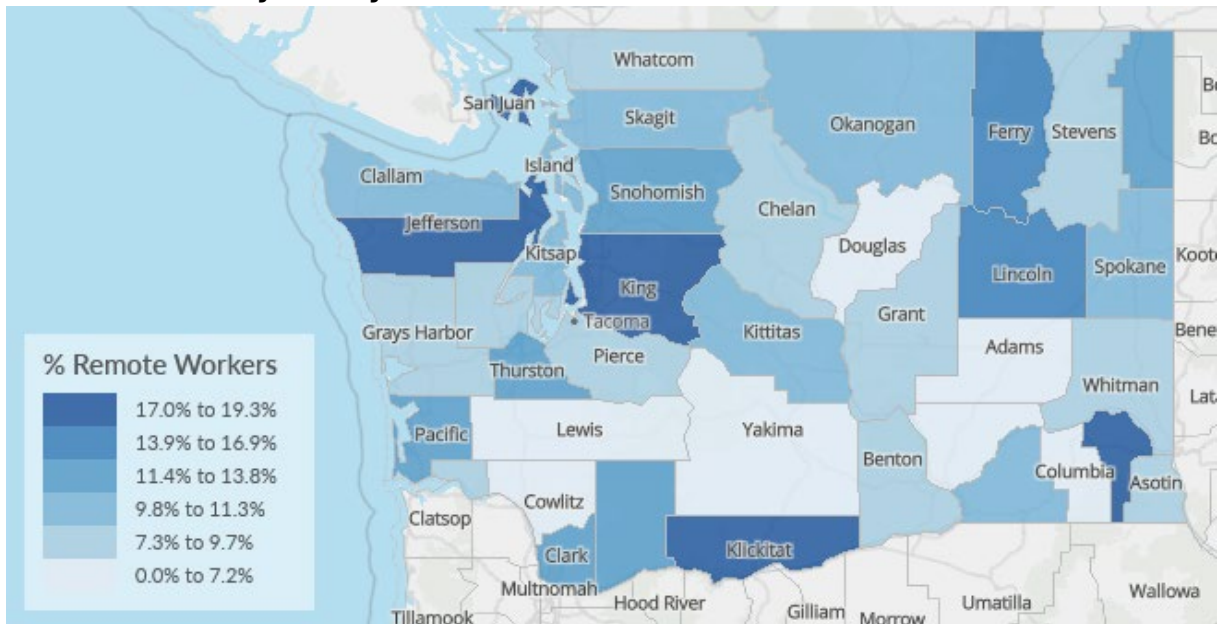 Whatcom
San Juan
Skagit
Okanogan
Ferry
Stevens
Island
Clallam
Snohomish
Chelan
Jefferson
Douglas
Kitsap
King
Lincoln
Spokane
Grant
Tacoma
Kittitas
Grays Harbor
Pierce
Adams
Thurston
Whitman
Pacific
Lewis
Yakima
Benton
Columbia
Asotin
Cowlitz
Clatsop
Clark
Klickitat
Multnomah
Hood River
Tillamook
Gilliam
Morrow
Umatilla
Wallowa
% Remote Workers
17.0% to 19.3%
13.9% to 16.9%
11.4% to 13.8%
9.8% to 11.3%
7.3% to 9.7%
0.0% to 7.2%